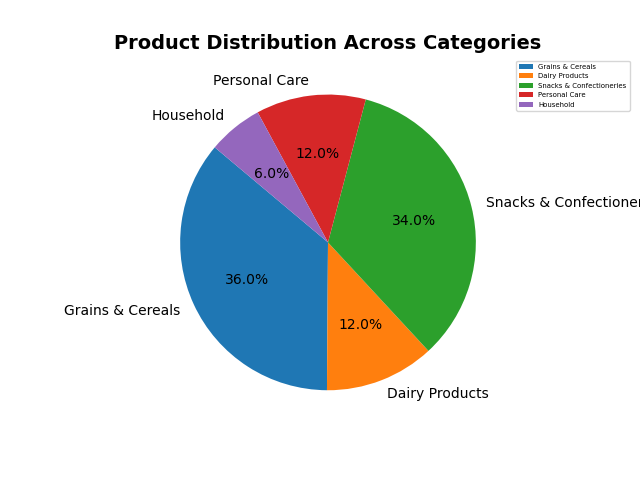 Product Distribution Across Categories
Grains & Cereals
Dairy Products
Snacks & Confectioneries
Personal Care
Household
Personal Care
Household
12.0%
6.0%
Snacks & Confectioner
34.0%
36.0%
Grains & Cereals
12.0%
Dairy Products